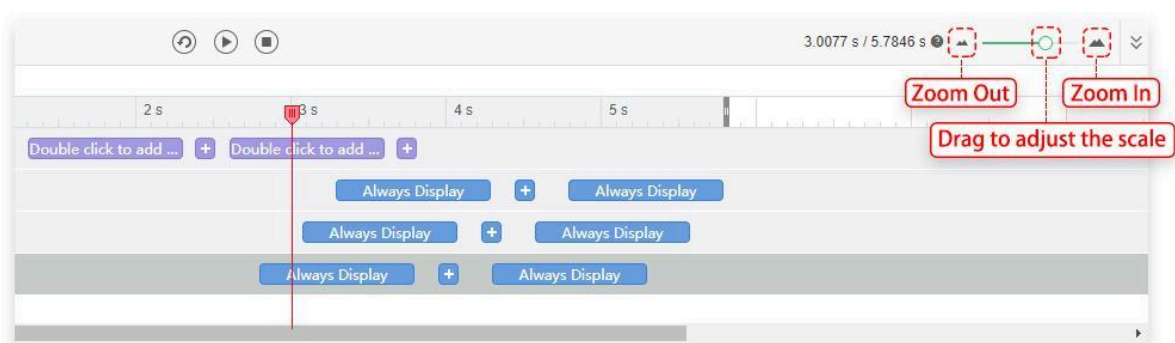 3.0077 s / 5.7846 s
Zoom Out
Zoom In
2 s
3 s
4 s
5 s
Drag to adjust the scale
Double click to add ...
+
Double click to add ...
+
Always Display
+
Always Display
Always Display
+
Always Display
Always Display
+
Always Display